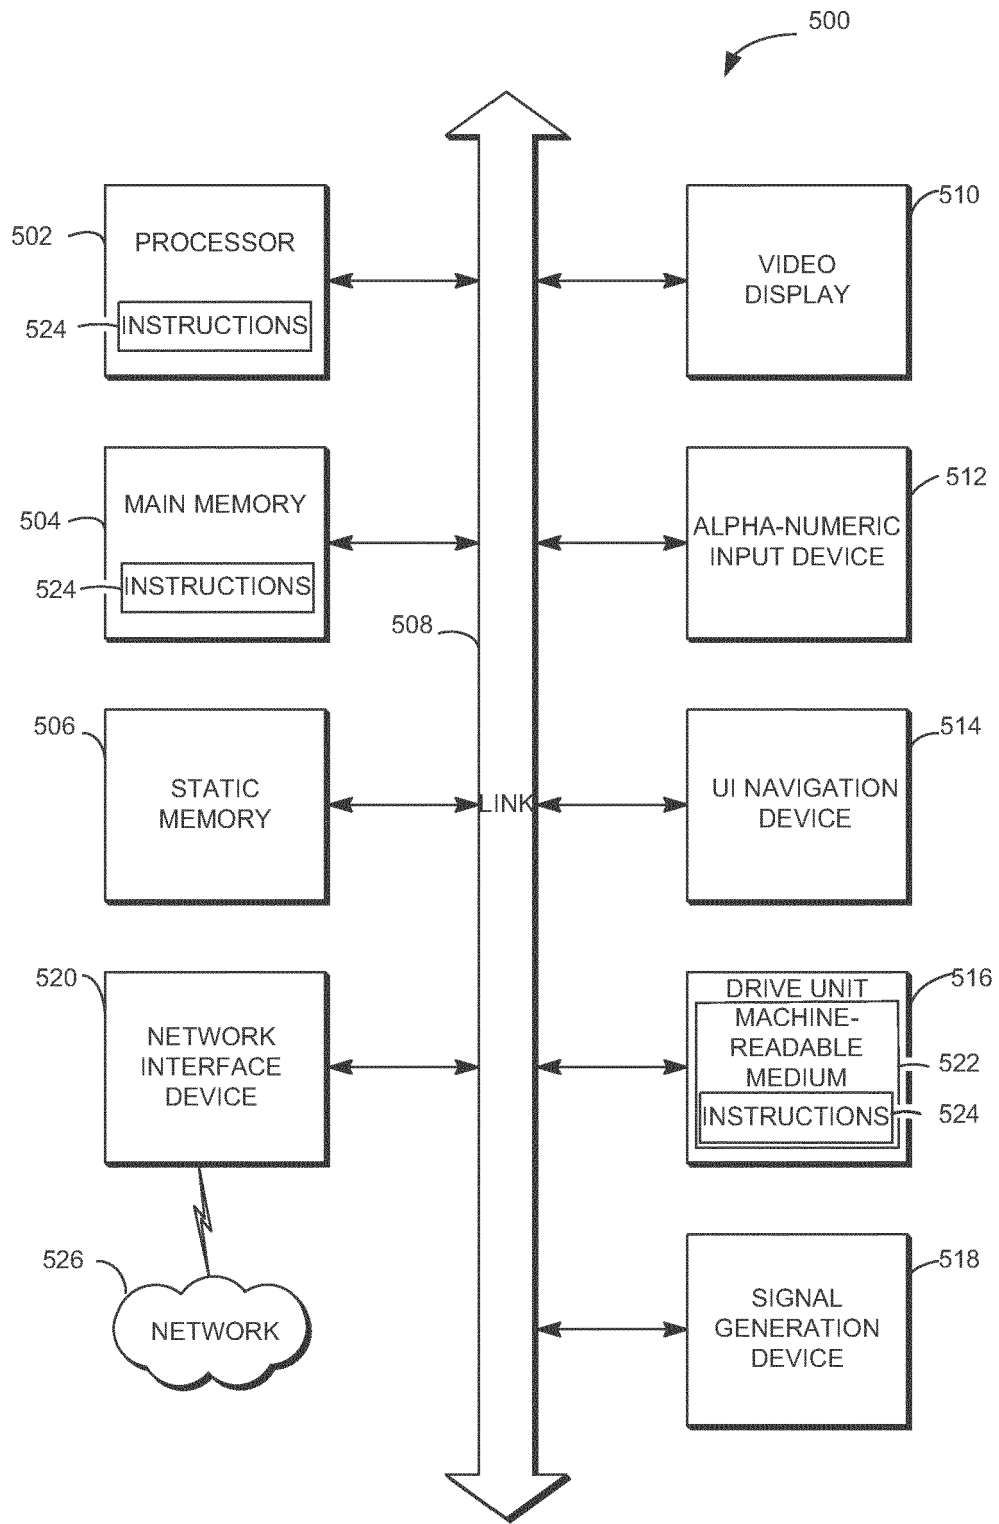 500
502
PROCESSOR
524
INSTRUCTIONS
510
VIDEO
DISPLAY
504
MAIN MEMORY
524
INSTRUCTIONS
512
ALPHA-NUMERIC
INPUT DEVICE
508
LINK
506
STATIC
MEMORY
514
UI NAVIGATION
DEVICE
520
NETWORK
INTERFACE
DEVICE
516
DRIVE UNIT
MACHINE-
READABLE
MEDIUM
522
INSTRUCTIONS
524
526
NETWORK
518
SIGNAL
GENERATION
DEVICE